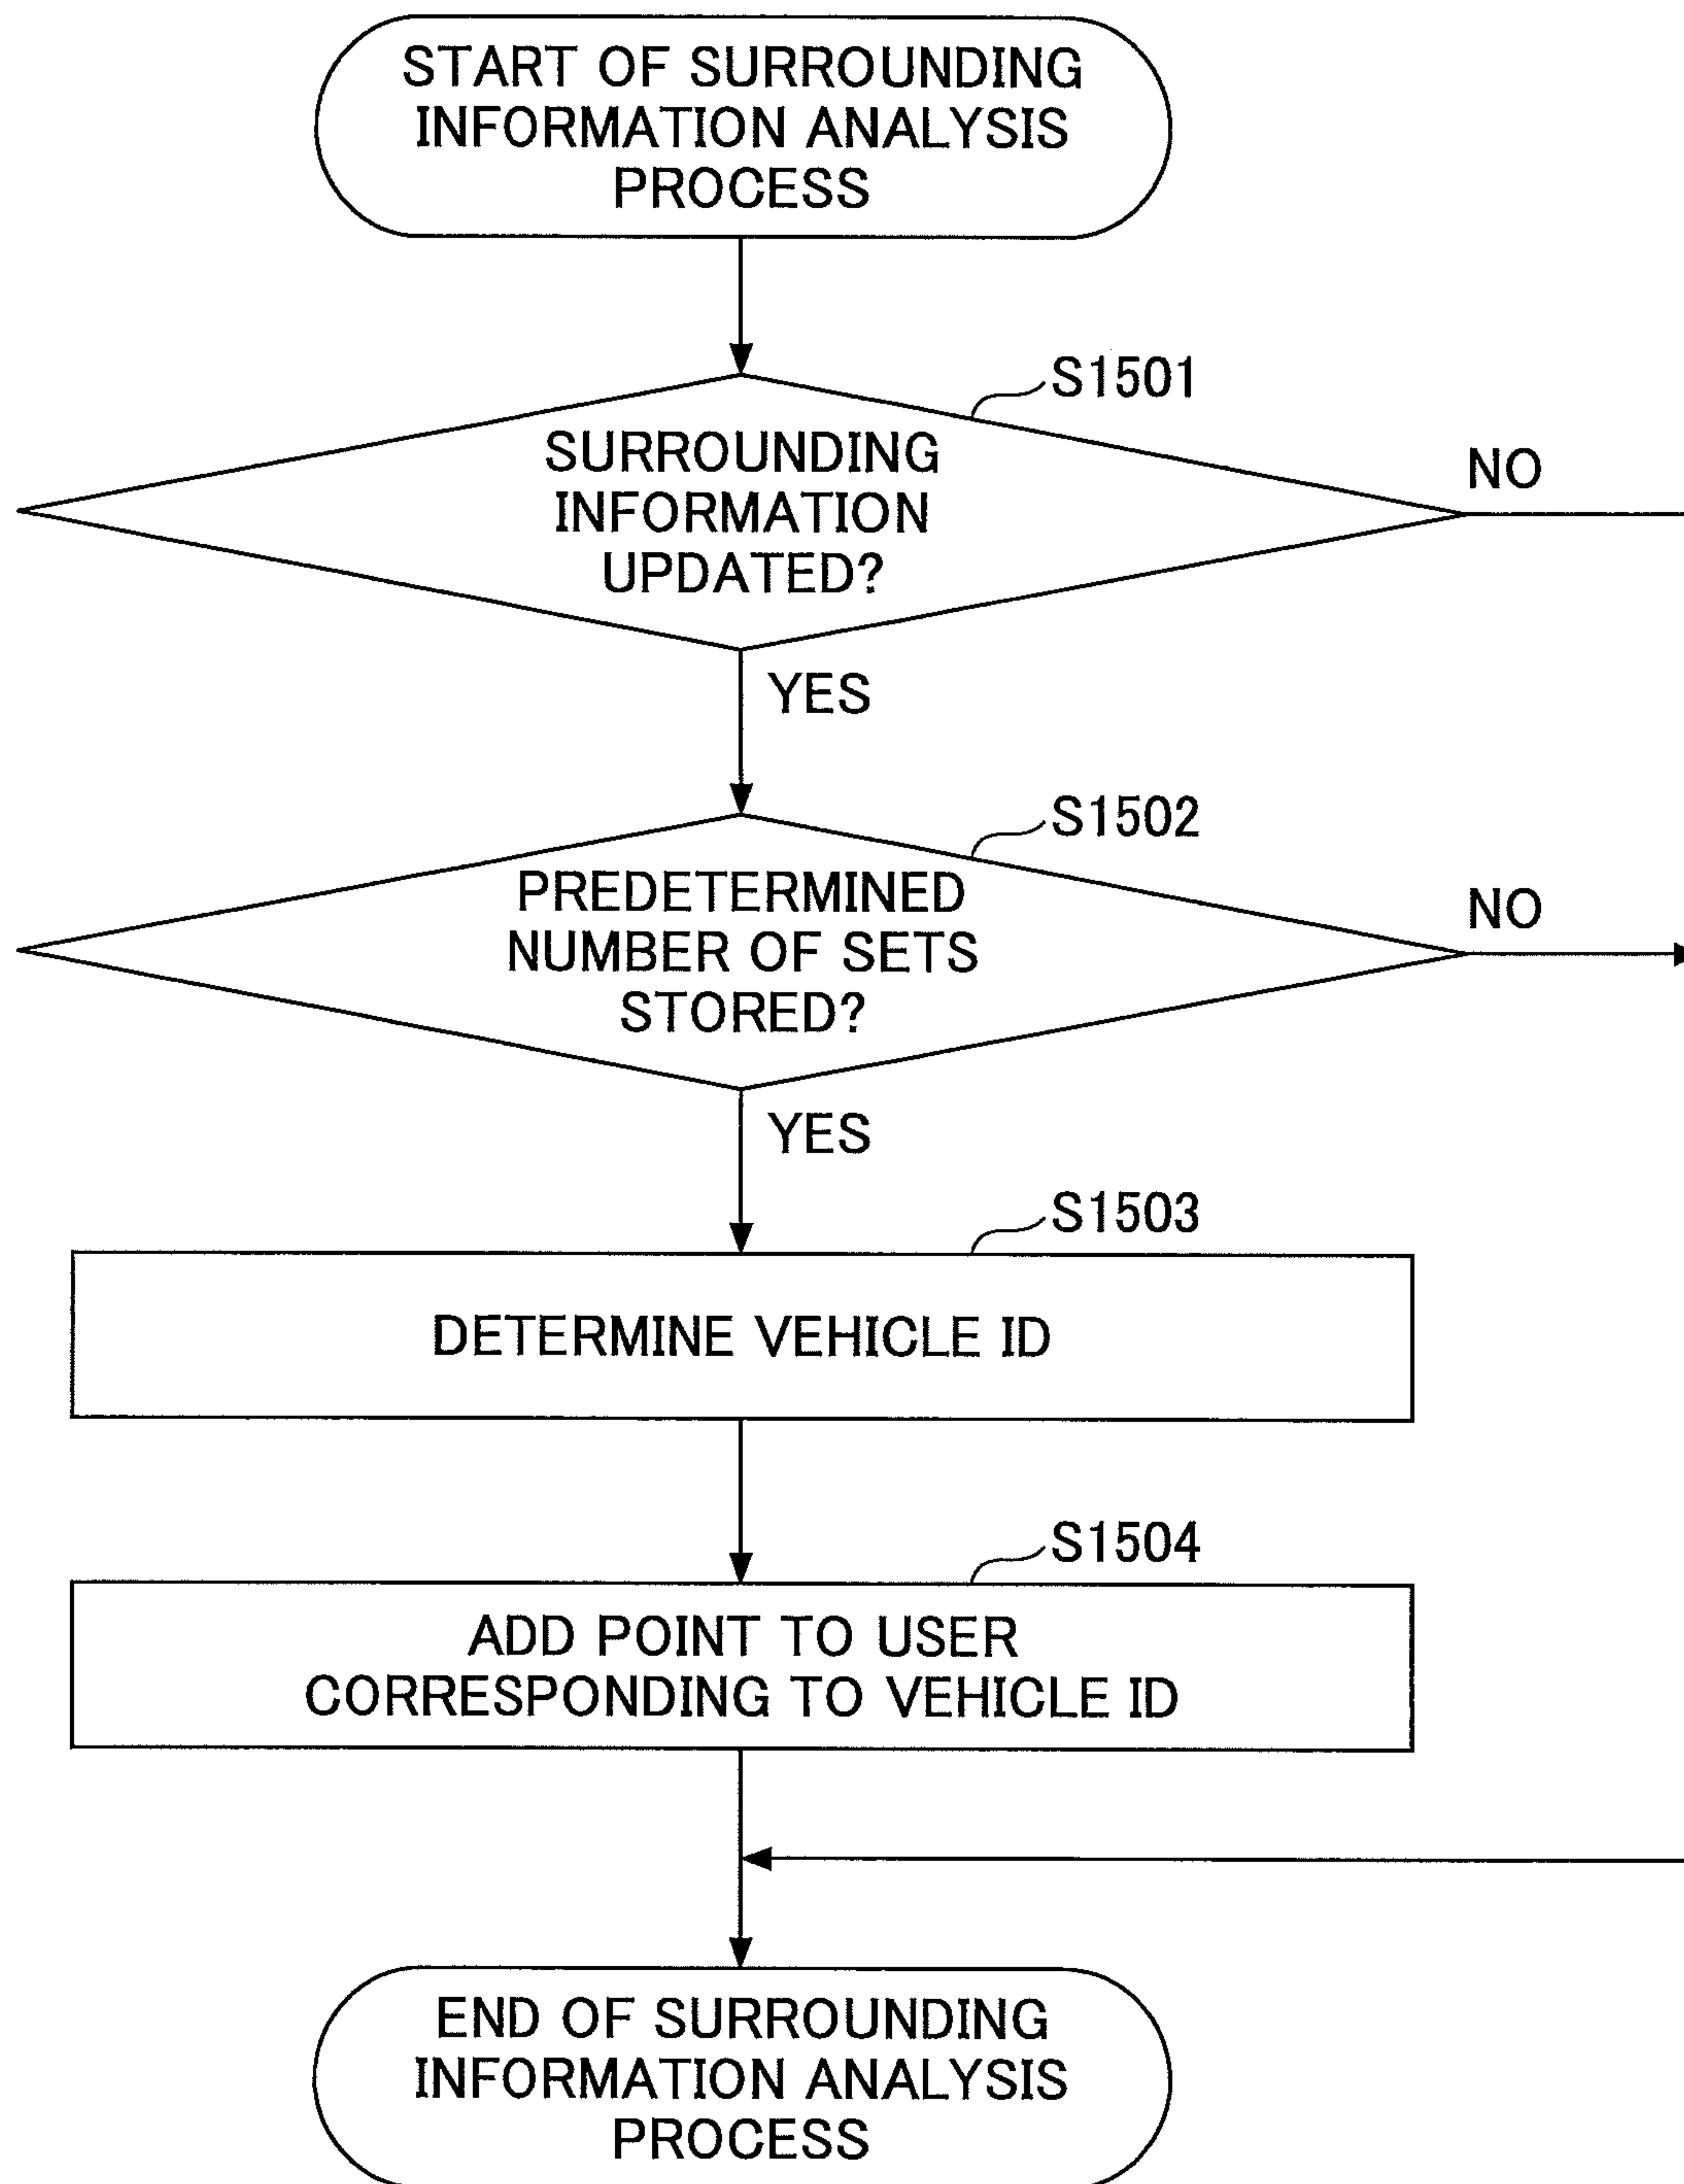 START OF SURROUNDING
INFORMATION ANALYSIS
PROCESS
S1501
SURROUNDING
INFORMATION
UPDATED?
NO
YES
S1502
PREDETERMINED
NUMBER OF SETS
STORED?
NO
YES
S1503
DETERMINE VEHICLE ID
S1504
ADD POINT TO USER
CORRESPONDING TO VEHICLE ID
END OF SURROUNDING
INFORMATION ANALYSIS
PROCESS